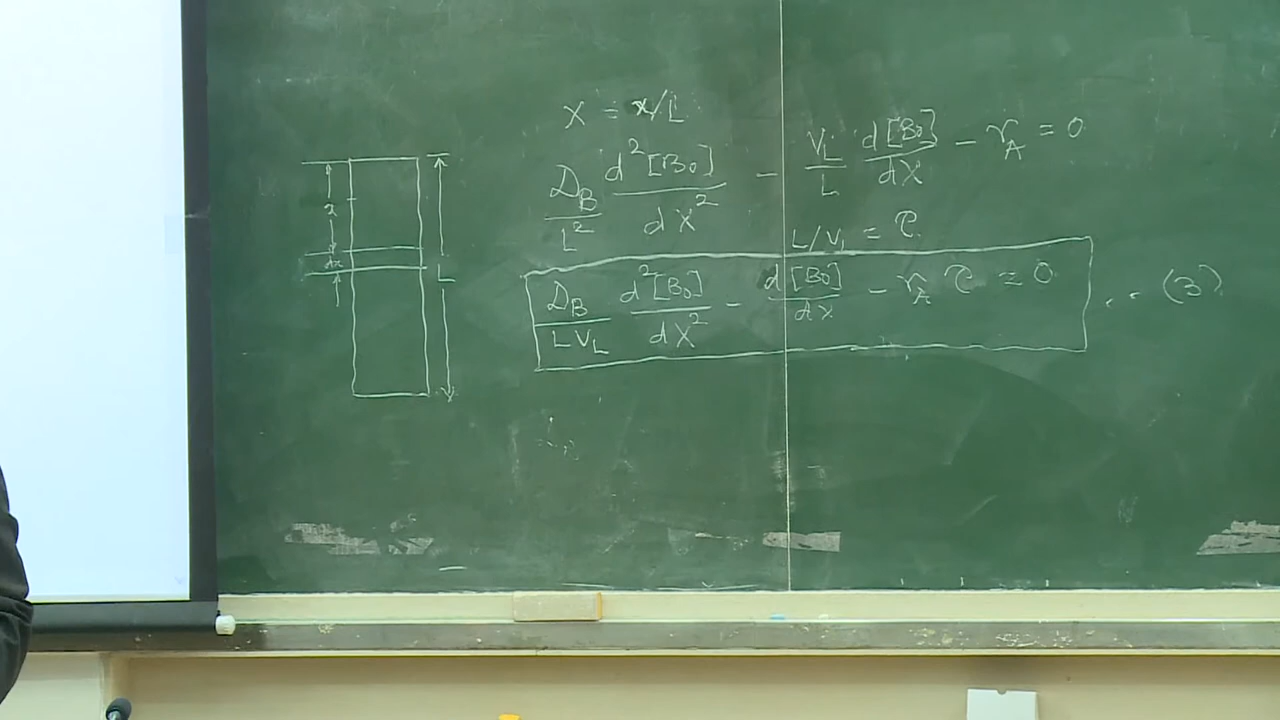 X = x/L
D_B/L² d²[B₀]/dX² − V_L/L d[B₀]/dX − r_A = 0
L/V_L = τ
D_B/(L V_L) d²[B₀]/dX² − d[B₀]/dX − r_A τ = 0 ... (3)
x
dx
L